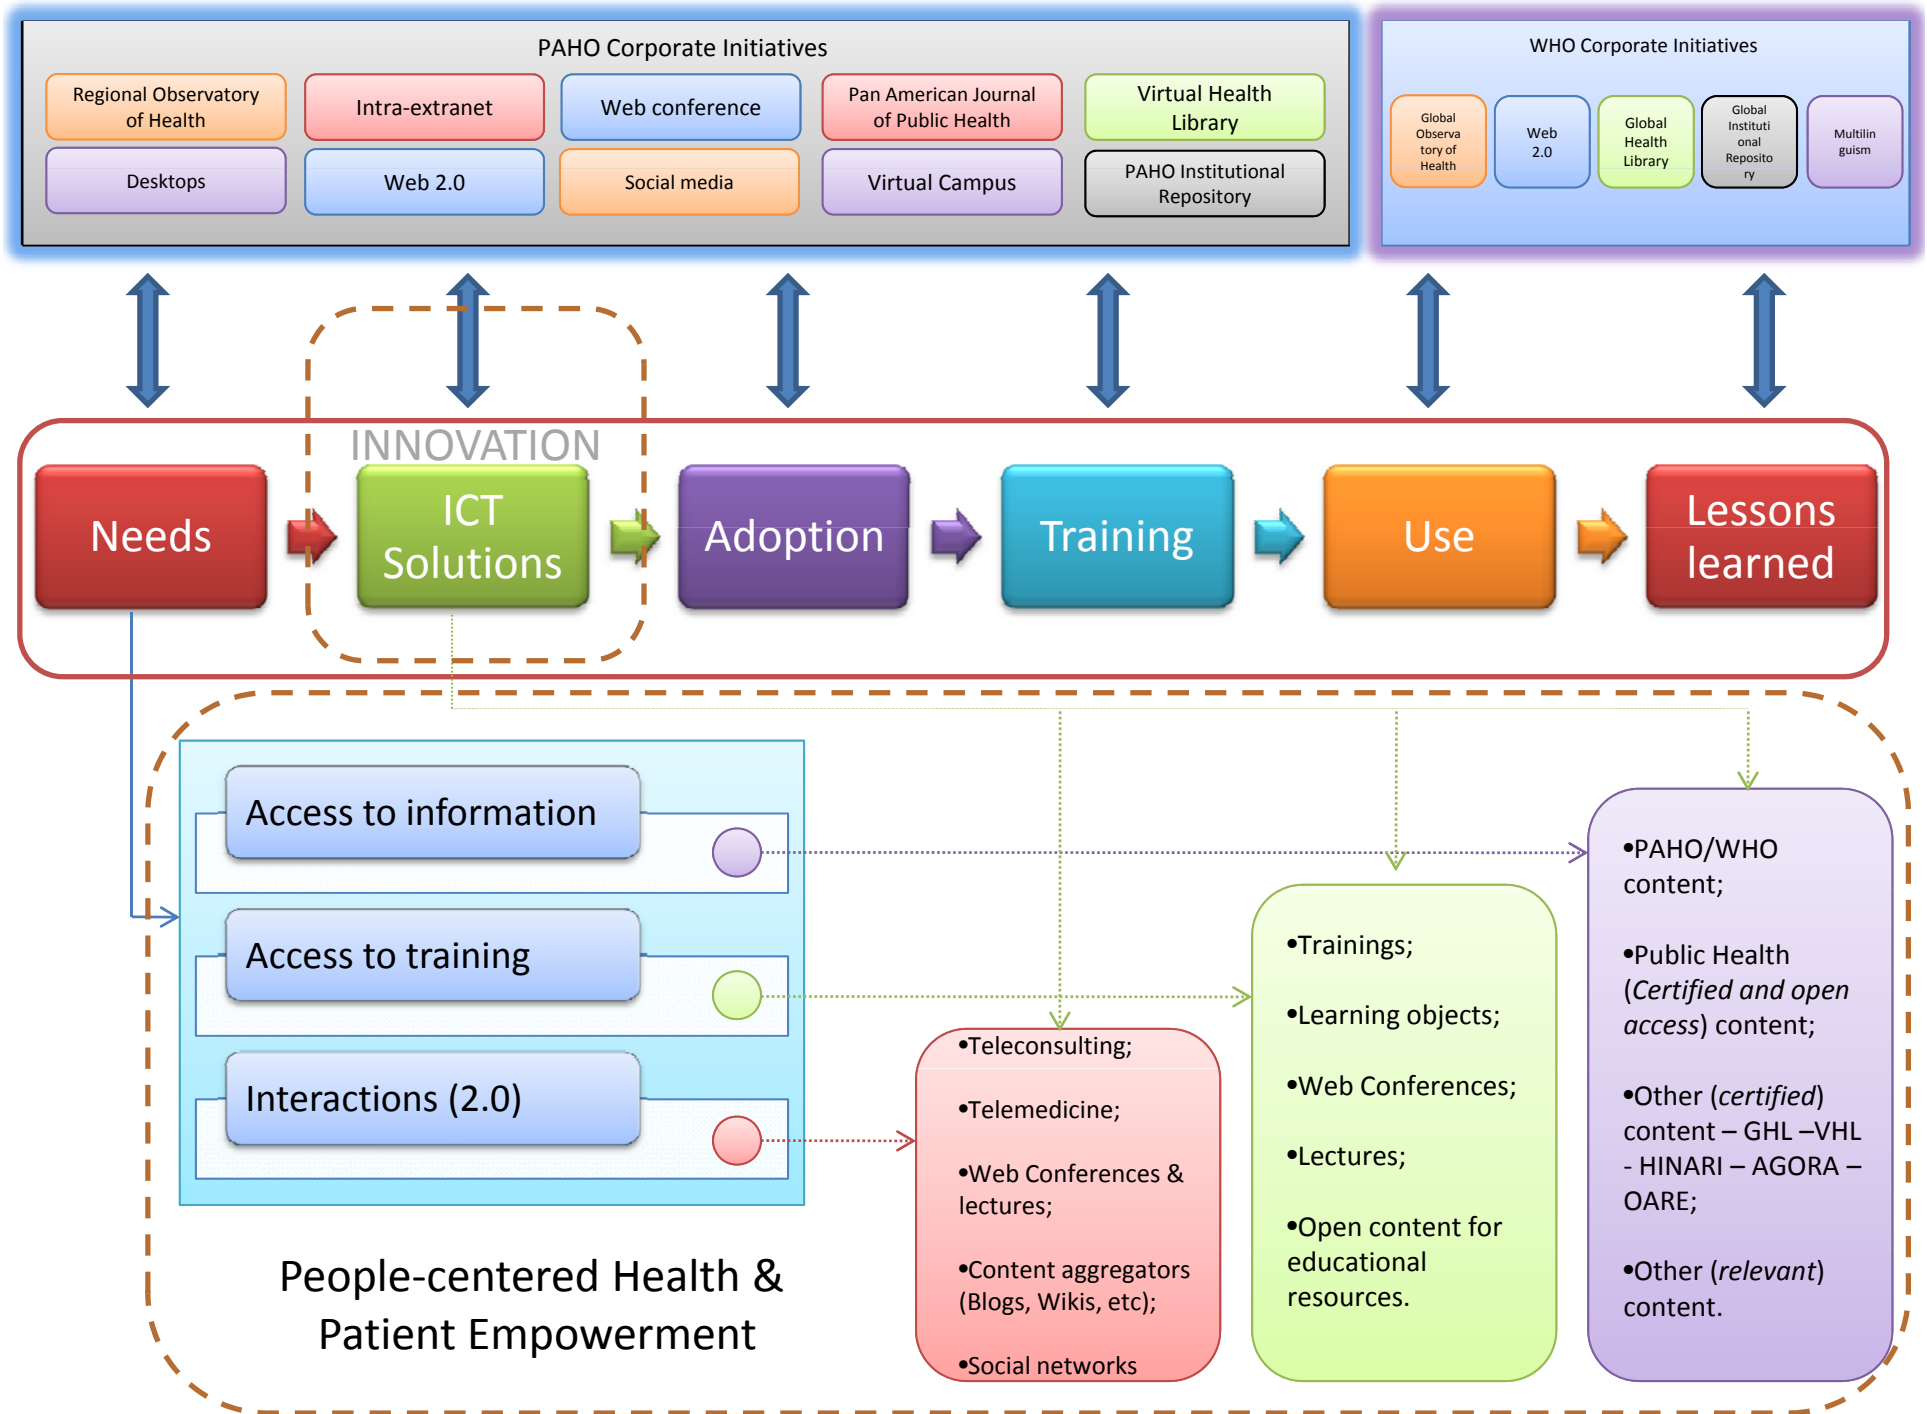 PAHO Corporate Initiatives
Regional Observatory
of Health
Intra-extranet
Web conference
Pan American Journal
of Public Health
Virtual Health
Library
Desktops
Web 2.0
Social media
Virtual Campus
PAHO Institutional
Repository
WHO Corporate Initiatives
Global
Observa
tory of
Health
Web
2.0
Global
Health
Library
Global
Instituti
onal
Reposito
ry
Multilin
guism
INNOVATION
Needs
ICT
Solutions
Adoption
Training
Use
Lessons
learned
Access to information
Access to training
Interactions (2.0)
People-centered Health &
Patient Empowerment
•Teleconsulting;
•Telemedicine;
•Web Conferences &
lectures;
•Content aggregators
(Blogs, Wikis, etc);
•Social networks
•Trainings;
•Learning objects;
•Web Conferences;
•Lectures;
•Open content for
educational
resources.
•PAHO/WHO
content;
•Public Health
(Certified and open
access) content;
•Other (certified)
content – GHL –VHL
- HINARI – AGORA –
OARE;
•Other (relevant)
content.